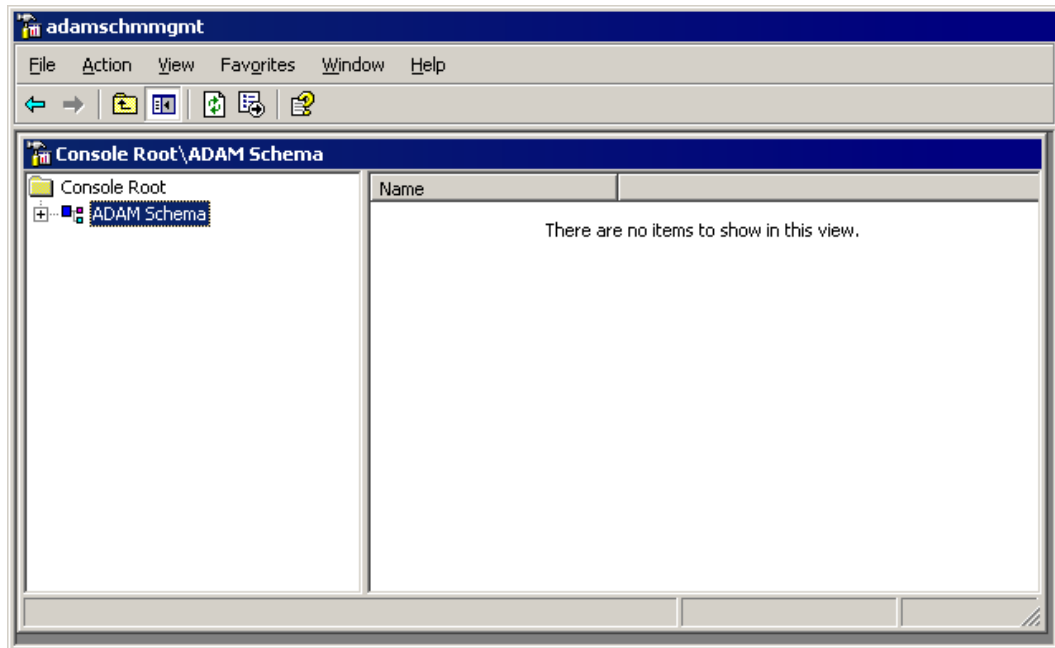 adamschmmgmt
File Action View Favorites Window Help
Console Root\ADAM Schema
Console Root
ADAM Schema
Name
There are no items to show in this view.